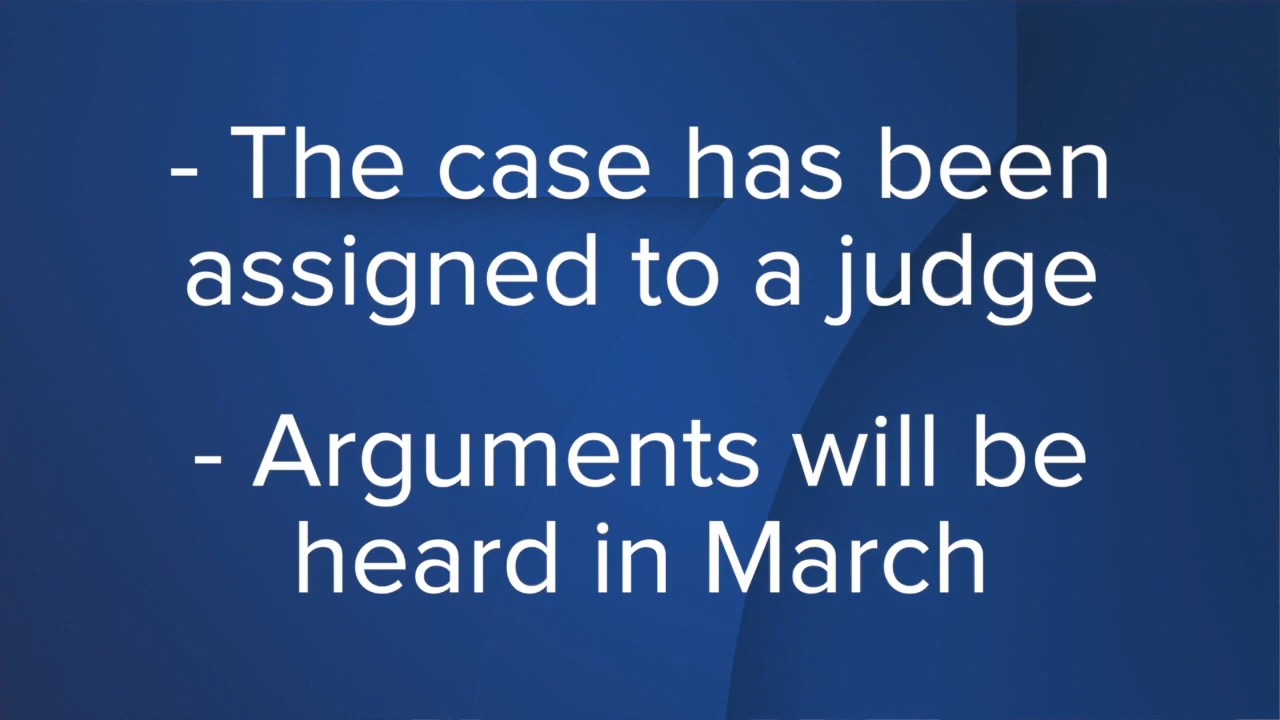 - The case has been
assigned to a judge
- Arguments will be
heard in March